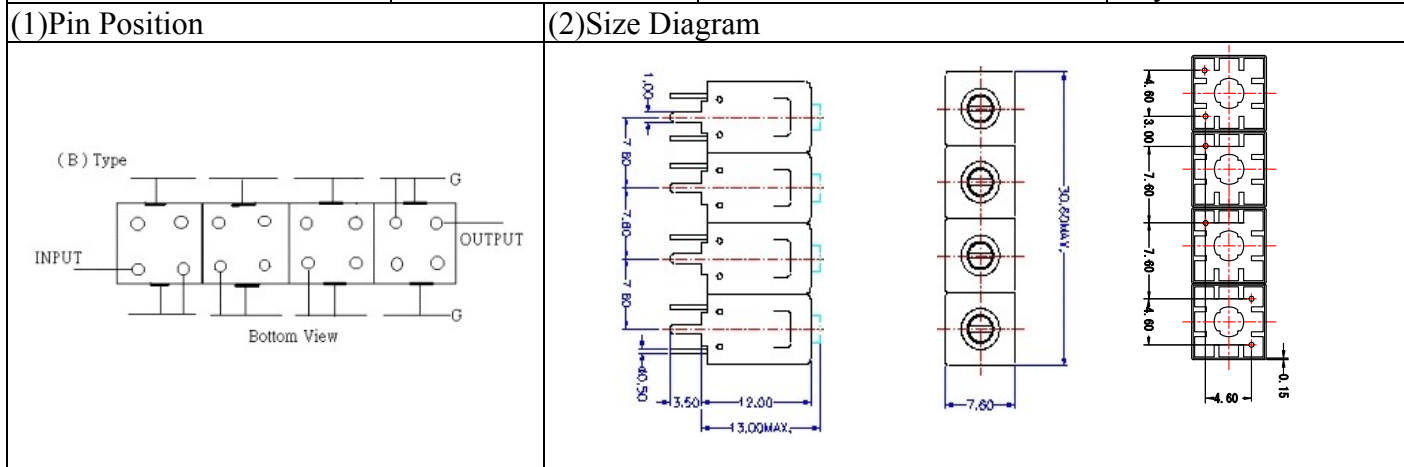 (1)Pin Position
(2)Size Diagram
(B) Type
G
OUTPUT
INPUT
G
Bottom View
1.00
7.80
7.80
7.80
Φ0.50
3.50
12.00
13.00MAX.
30.80MAX.
7.60
4.60
3.00
7.60
7.60
4.60
4.60
0.15